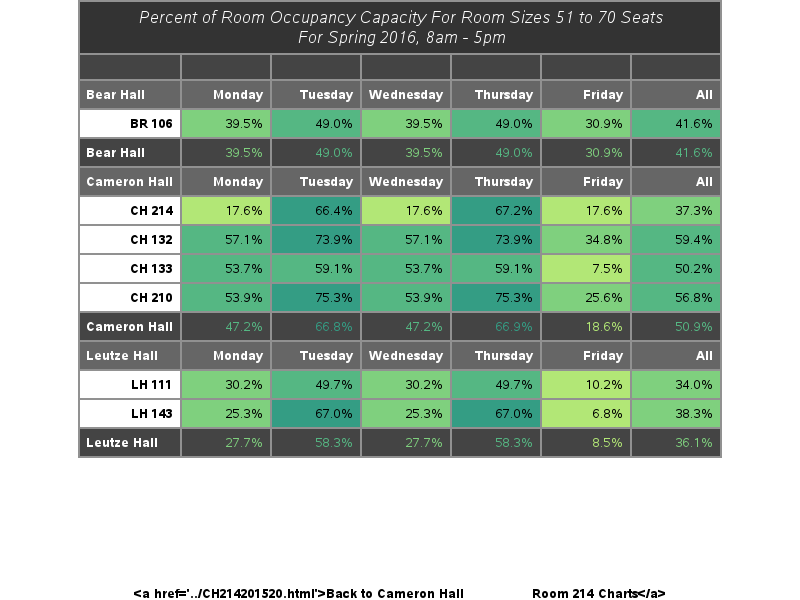 Percent of Room Occupancy Capacity For Room Sizes 51 to 70 Seats
For Spring 2016, 8am - 5pm
Bear Hall Monday Tuesday Wednesday Thursday Friday All
BR 106 39.5% 49.0% 39.5% 49.0% 30.9% 41.6%
Bear Hall 39.5% 49.0% 39.5% 49.0% 30.9% 41.6%
Cameron Hall Monday Tuesday Wednesday Thursday Friday All
CH 214 17.6% 66.4% 17.6% 67.2% 17.6% 37.3%
CH 132 57.1% 73.9% 57.1% 73.9% 34.8% 59.4%
CH 133 53.7% 59.1% 53.7% 59.1% 7.5% 50.2%
CH 210 53.9% 75.3% 53.9% 75.3% 25.6% 56.8%
Cameron Hall 47.2% 66.8% 47.2% 66.9% 18.6% 50.9%
Leutze Hall Monday Tuesday Wednesday Thursday Friday All
LH 111 30.2% 49.7% 30.2% 49.7% 10.2% 34.0%
LH 143 25.3% 67.0% 25.3% 67.0% 6.8% 38.3%
Leutze Hall 27.7% 58.3% 27.7% 58.3% 8.5% 36.1%
<a href='../CH214201520.html'>Back to Cameron Hall Room 214 Charts</a>